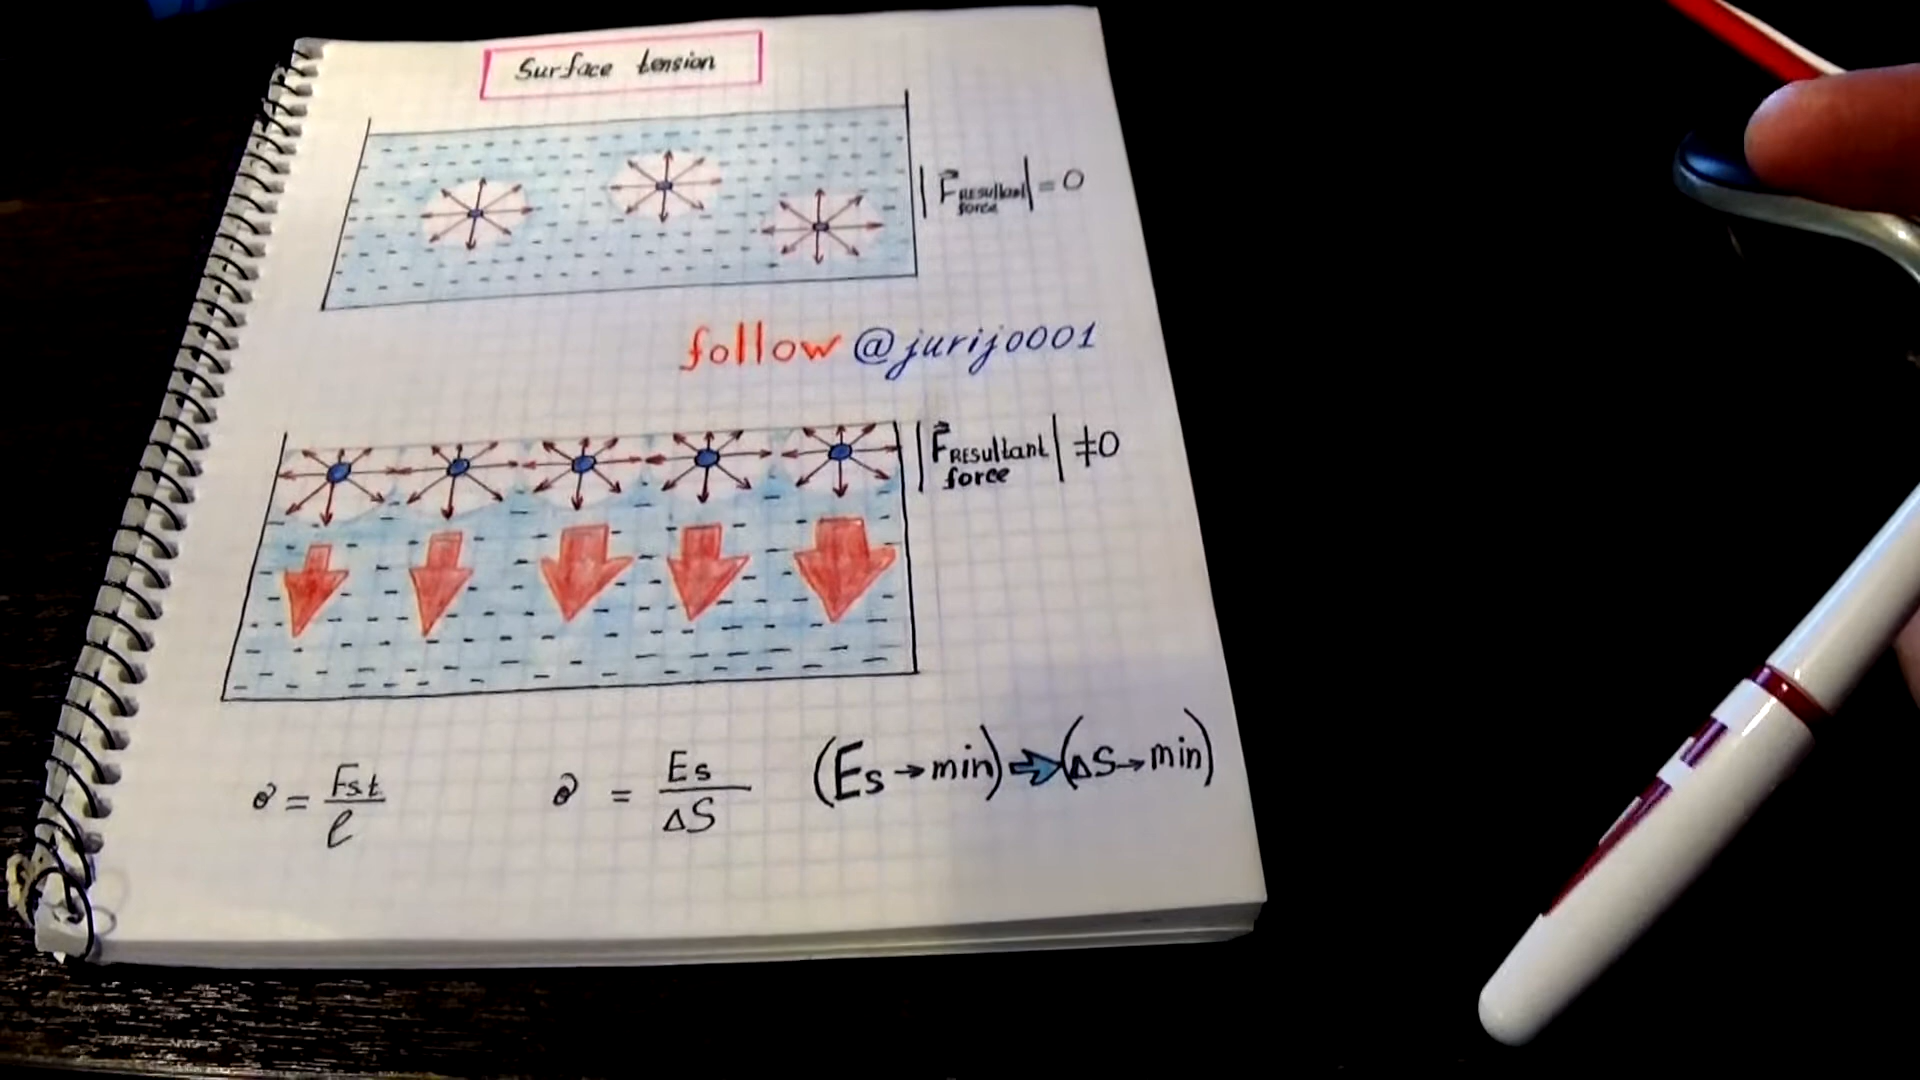 Surface tension
|F⃗ Resultant force| = 0
follow @jurij0001
|F⃗ Resultant force| ≠ 0
σ = Fs.t / ℓ
σ = Es / ΔS
(Es → min) ⇒ (ΔS → min)